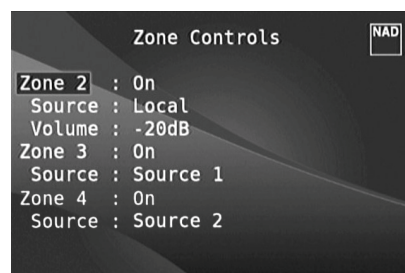 Zone Controls
NAD
Zone 2 : On
Source : Local
Volume : -20dB
Zone 3 : On
Source : Source 1
Zone 4 : On
Source : Source 2